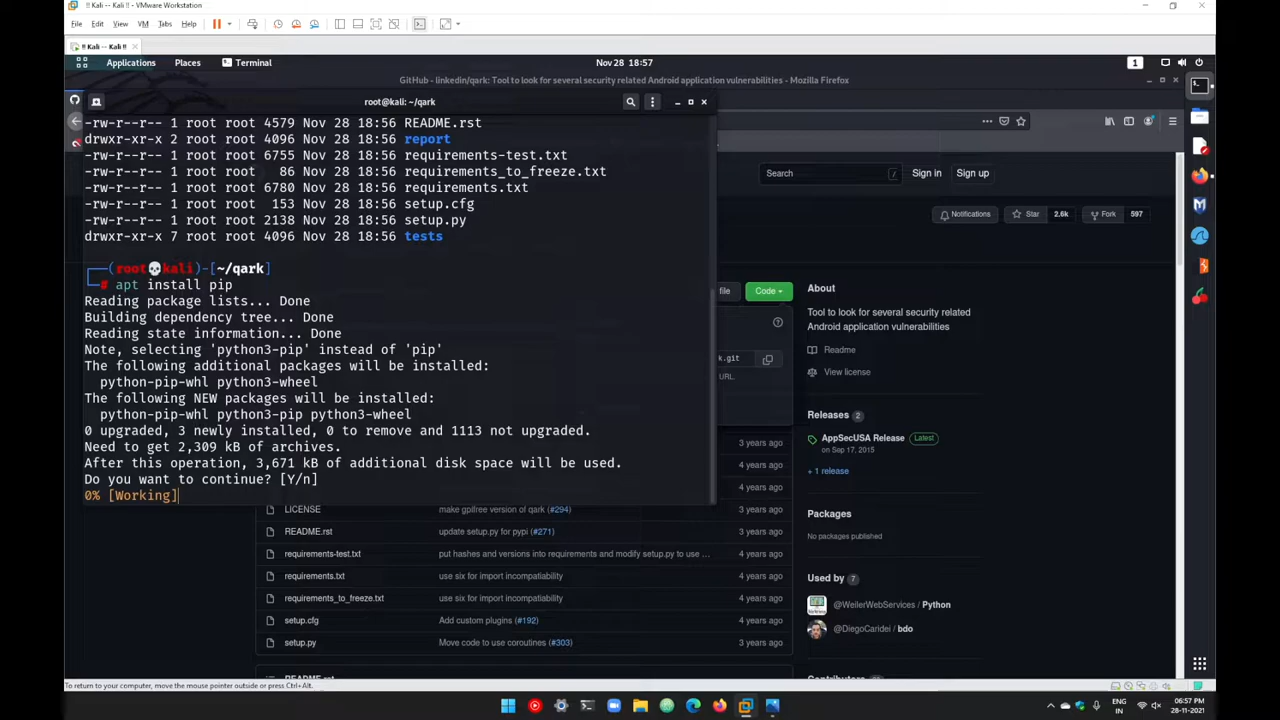 !! Kali -- Kali !! - VMware Workstation
File Edit View VM Tabs Help
!! Kali -- Kali !!
Applications Places Terminal
Nov 28 18:57
1
GitHub - linkedin/qark: Tool to look for several security related Android application vulnerabilities - Mozilla Firefox
root@kali: ~/qark
-rw-r--r-- 1 root root 4579 Nov 28 18:56 README.rst
drwxr-xr-x 2 root root 4096 Nov 28 18:56 report
-rw-r--r-- 1 root root 6755 Nov 28 18:56 requirements-test.txt
-rw-r--r-- 1 root root 86 Nov 28 18:56 requirements_to_freeze.txt
-rw-r--r-- 1 root root 6780 Nov 28 18:56 requirements.txt
-rw-r--r-- 1 root root 153 Nov 28 18:56 setup.cfg
-rw-r--r-- 1 root root 2138 Nov 28 18:56 setup.py
drwxr-xr-x 7 root root 4096 Nov 28 18:56 tests
(root💀kali)-[~/qark]
# apt install pip
Reading package lists... Done
Building dependency tree... Done
Reading state information... Done
Note, selecting 'python3-pip' instead of 'pip'
The following additional packages will be installed:
python-pip-whl python3-wheel
The following NEW packages will be installed:
python-pip-whl python3-pip python3-wheel
0 upgraded, 3 newly installed, 0 to remove and 1113 not upgraded.
Need to get 2,309 kB of archives.
After this operation, 3,671 kB of additional disk space will be used.
Do you want to continue? [Y/n]
0% [Working]
Search /
Sign in
Sign up
Notifications
Star 2.6k
Fork 597
file
Code
k.git
URL.
3 years ago
4 years ago
4 years ago
LICENSE make gplfree version of qark (#294) 4 years ago
README.rst update setup.py for pypi (#271) 4 years ago
requirements-test.txt put hashes and versions into requirements and modify setup.py to use ... 4 years ago
requirements.txt use six for import incompatiability 4 years ago
requirements_to_freeze.txt use six for import incompatiability 4 years ago
setup.cfg Add custom plugins (#192) 4 years ago
setup.py Move code to use coroutines (#303) 4 years ago
README.rst
About
Tool to look for several security related
Android application vulnerabilities
Readme
View license
Releases 2
AppSecUSA Release Latest
on Sep 17, 2015
+ 1 release
Packages
No packages published
Used by 7
@WeilerWebServices / Python
@DiegoCaridei / bdo
Contributors
To return to your computer, move the mouse pointer outside or press Ctrl+Alt.
ENG
IN
06:57 PM
28-11-2021